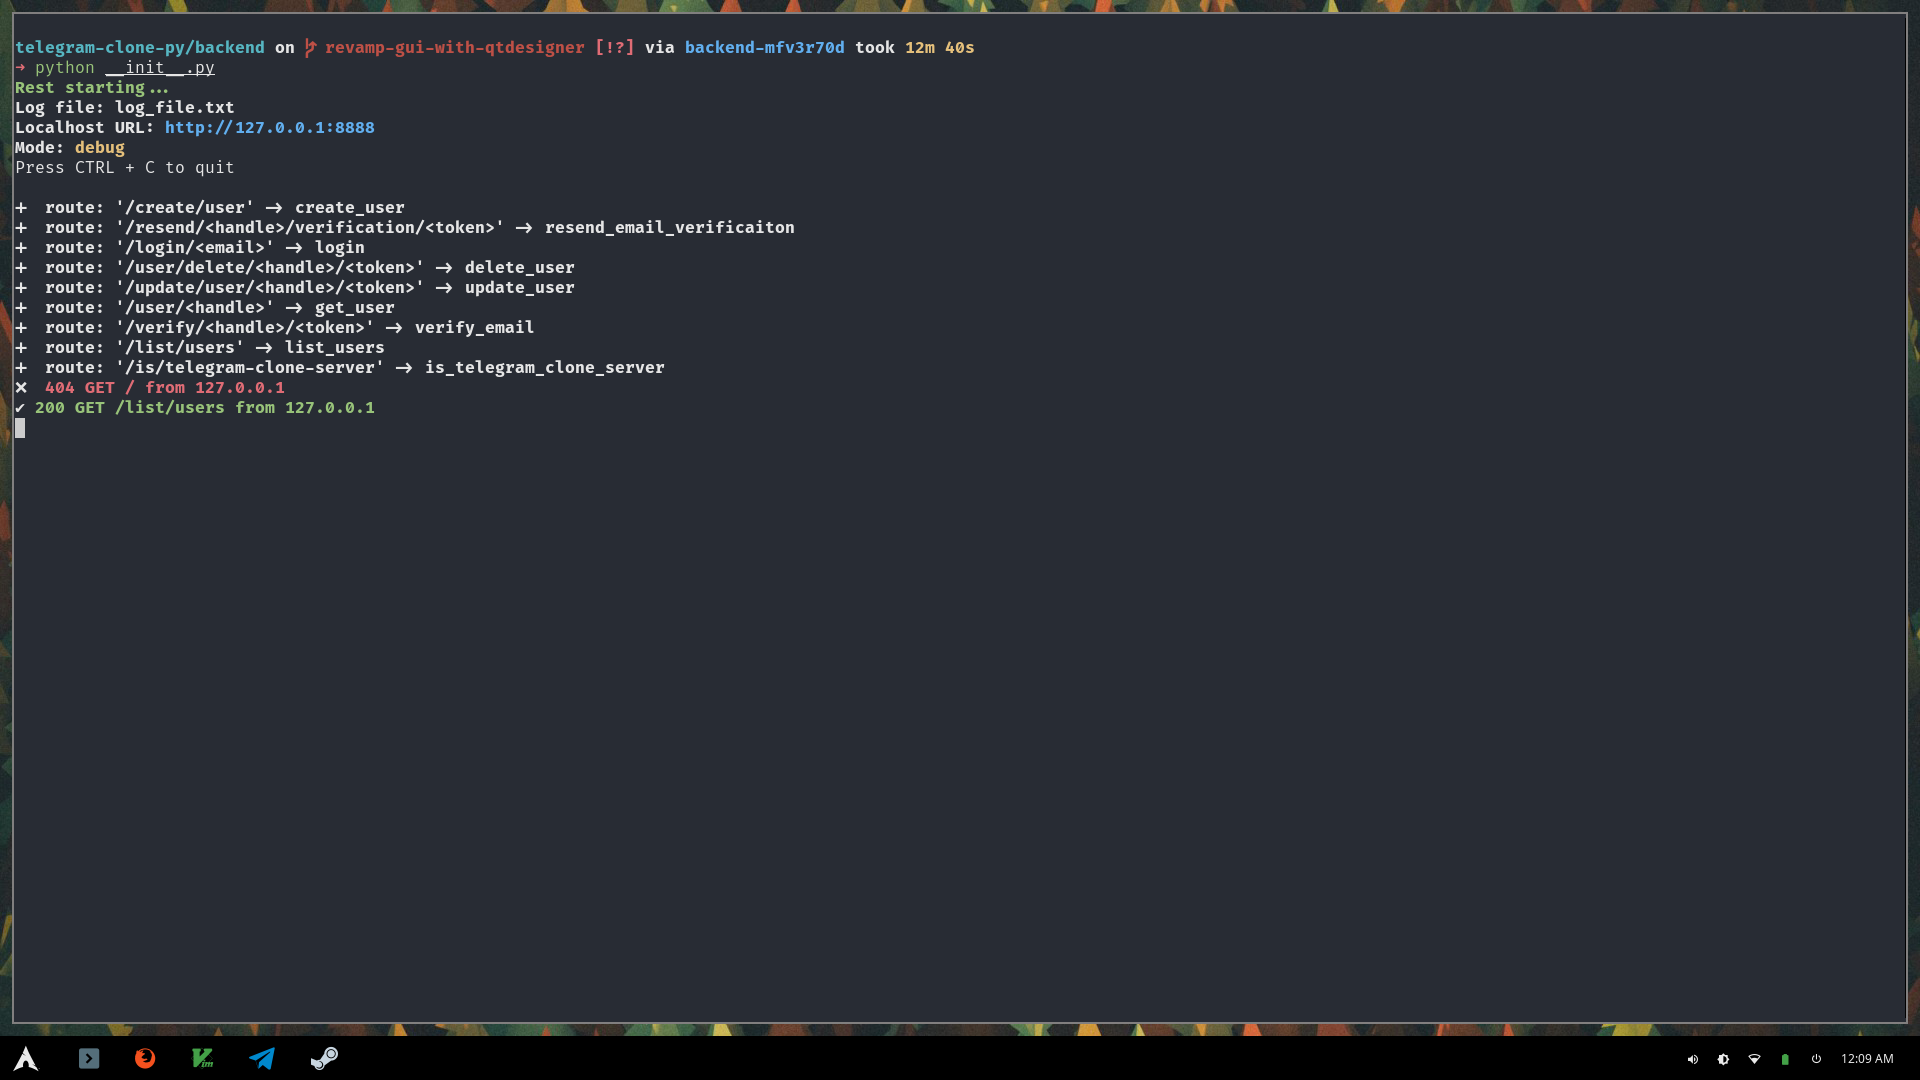 telegram-clone-py/backend on revamp-gui-with-qtdesigner [!?] via backend-mfv3r70d took 12m 40s
→ python __init__.py
Rest starting...
Log file: log_file.txt
Localhost URL: http://127.0.0.1:8888
Mode: debug
Press CTRL + C to quit
+ route: '/create/user' -> create_user
+ route: '/resend/<handle>/verification/<token>' -> resend_email_verificaiton
+ route: '/login/<email>' -> login
+ route: '/user/delete/<handle>/<token>' -> delete_user
+ route: '/update/user/<handle>/<token>' -> update_user
+ route: '/user/<handle>' -> get_user
+ route: '/verify/<handle>/<token>' -> verify_email
+ route: '/list/users' -> list_users
+ route: '/is/telegram-clone-server' -> is_telegram_clone_server
✕ 404 GET / from 127.0.0.1
✔ 200 GET /list/users from 127.0.0.1
12:09 AM